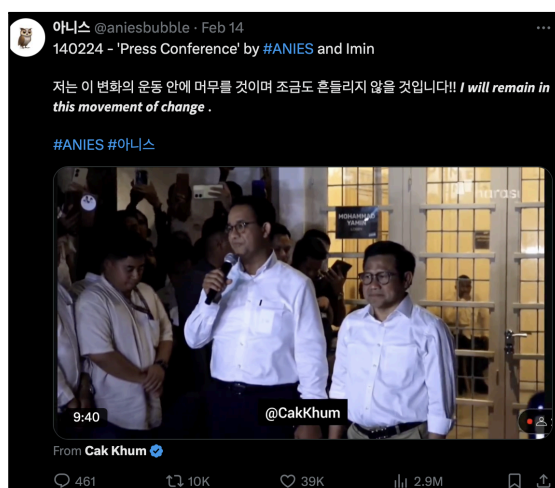 아니스 @aniesbubble · Feb 14
140224 - 'Press Conference' by #ANIES and Imin
저는 이 변화의 운동 안에 머무를 것이며 조금도 흔들리지 않을 것입니다!! I will remain in
this movement of change .
#ANIES #아니스
narasi
MOHAMMAD
YAMIN
9:40
@CakKhum
From Cak Khum
461 10K 39K 2.9M